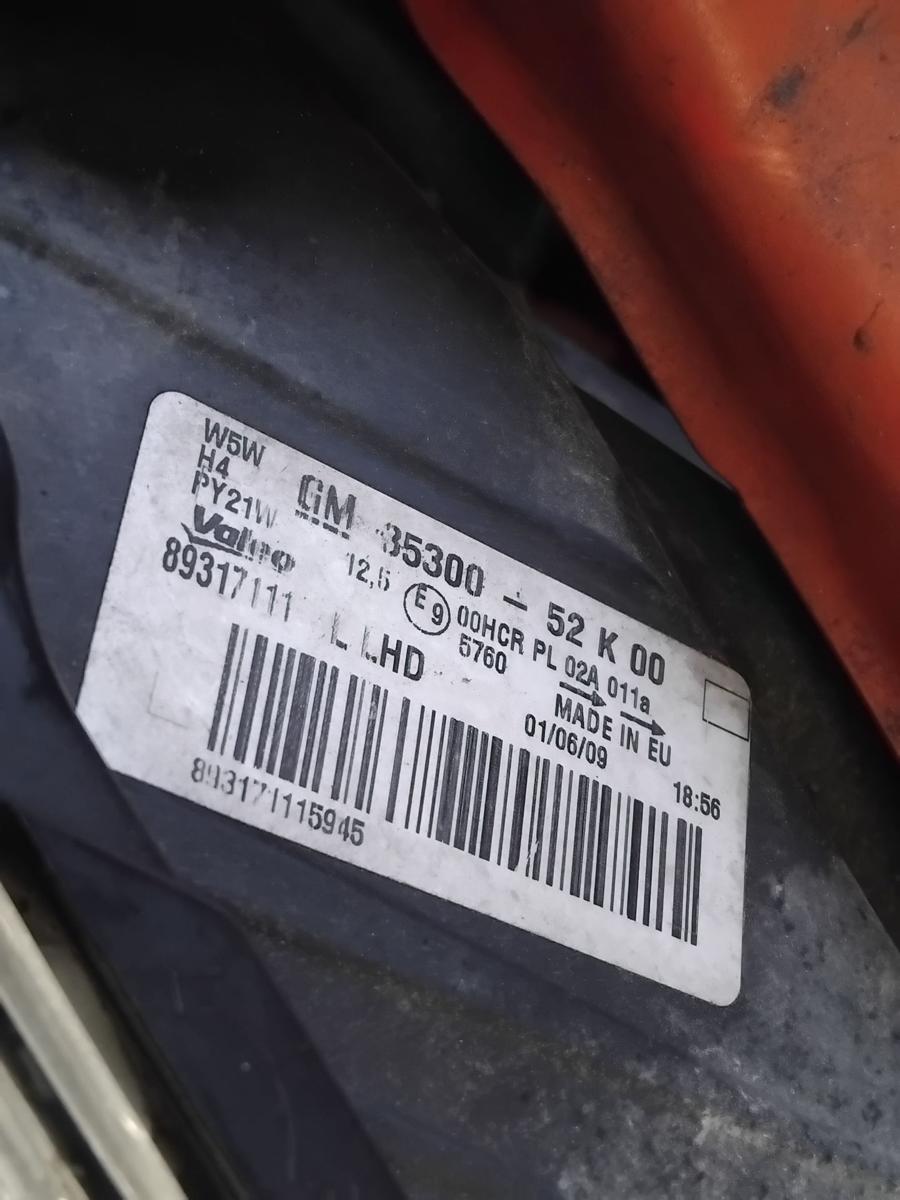 W5W
H4
PY21W
GM 35300 - 52 K 00
Valeo 12,5 E9 00HCR PL 02A 011a
89317111 5760
L LHD MADE IN EU
01/06/09 18:56
893171115945